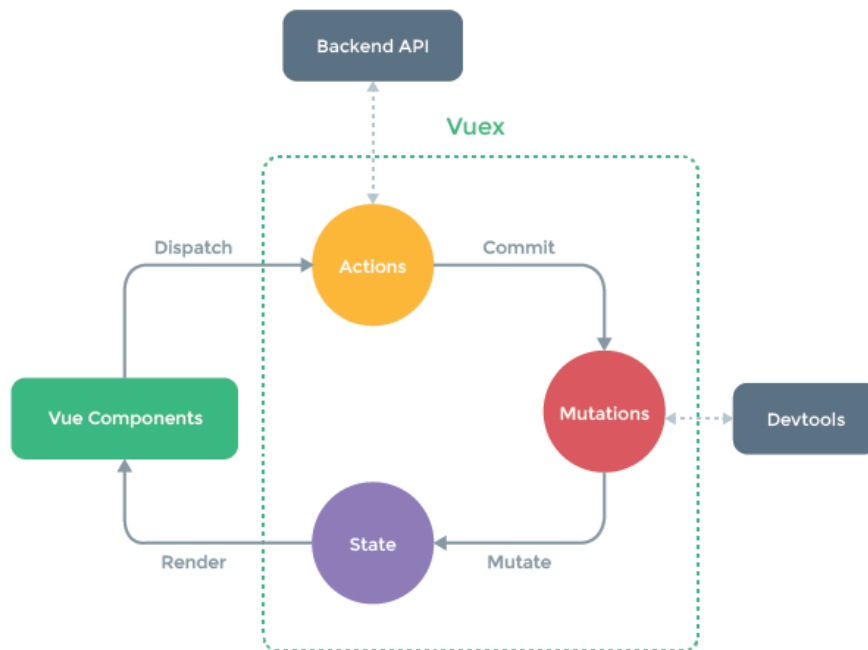 Backend API
Vuex
Dispatch
Actions
Commit
Vue Components
Mutations
Devtools
Render
State
Mutate